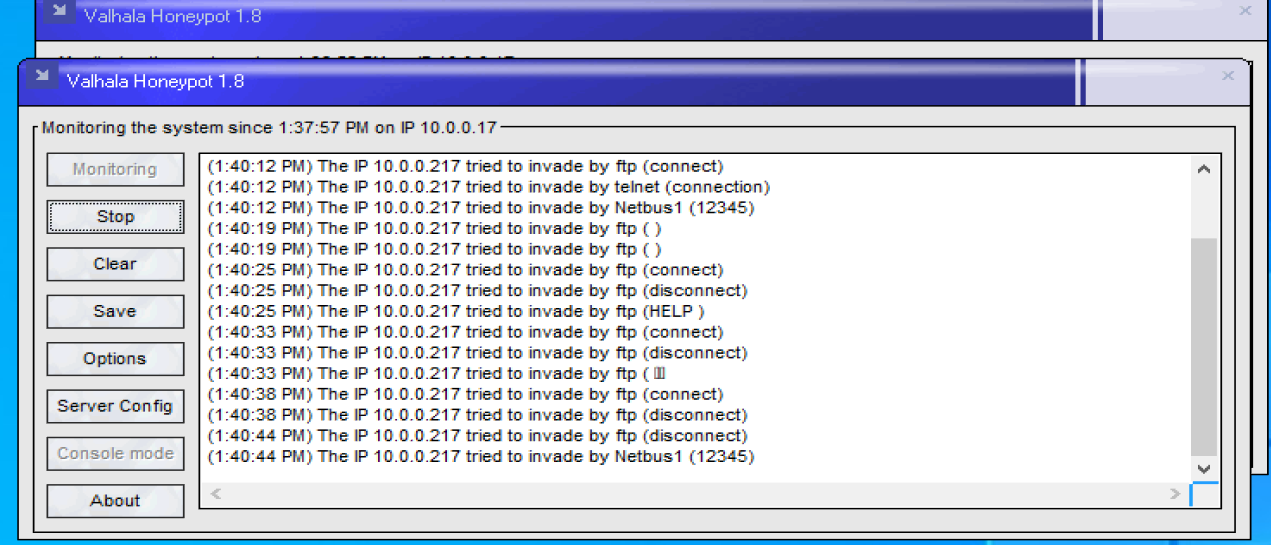 Valhala Honeypot 1.8
Valhala Honeypot 1.8
Monitoring the system since 1:37:57 PM on IP 10.0.0.17
Monitoring
Stop
Clear
Save
Options
Server Config
Console mode
About
(1:40:12 PM) The IP 10.0.0.217 tried to invade by ftp (connect)
(1:40:12 PM) The IP 10.0.0.217 tried to invade by telnet (connection)
(1:40:12 PM) The IP 10.0.0.217 tried to invade by Netbus1 (12345)
(1:40:19 PM) The IP 10.0.0.217 tried to invade by ftp ( )
(1:40:19 PM) The IP 10.0.0.217 tried to invade by ftp ( )
(1:40:25 PM) The IP 10.0.0.217 tried to invade by ftp (connect)
(1:40:25 PM) The IP 10.0.0.217 tried to invade by ftp (disconnect)
(1:40:25 PM) The IP 10.0.0.217 tried to invade by ftp (HELP )
(1:40:33 PM) The IP 10.0.0.217 tried to invade by ftp (connect)
(1:40:33 PM) The IP 10.0.0.217 tried to invade by ftp (disconnect)
(1:40:33 PM) The IP 10.0.0.217 tried to invade by ftp (
(1:40:38 PM) The IP 10.0.0.217 tried to invade by ftp (connect)
(1:40:38 PM) The IP 10.0.0.217 tried to invade by ftp (disconnect)
(1:40:44 PM) The IP 10.0.0.217 tried to invade by ftp (disconnect)
(1:40:44 PM) The IP 10.0.0.217 tried to invade by Netbus1 (12345)